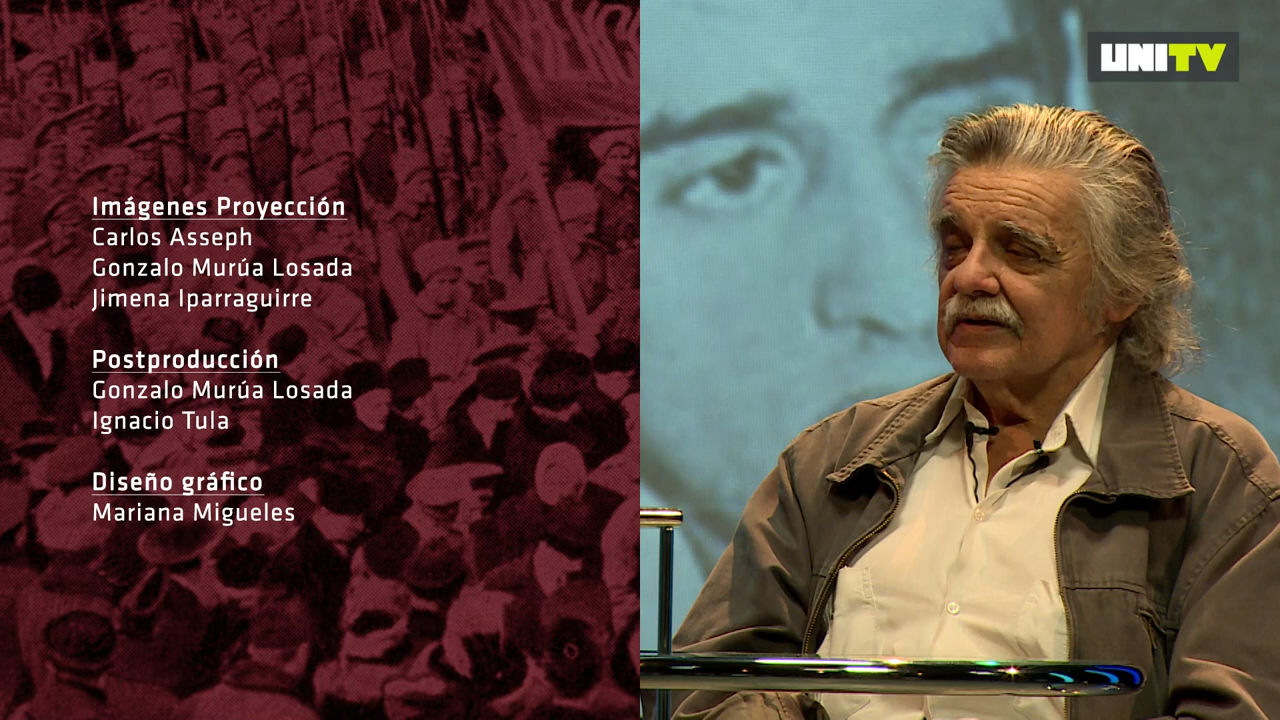 UNITV
Imágenes Proyección
Carlos Asseph
Gonzalo Murúa Losada
Jimena Iparraguirre
Postproducción
Gonzalo Murúa Losada
Ignacio Tula
Diseño gráfico
Mariana Migueles